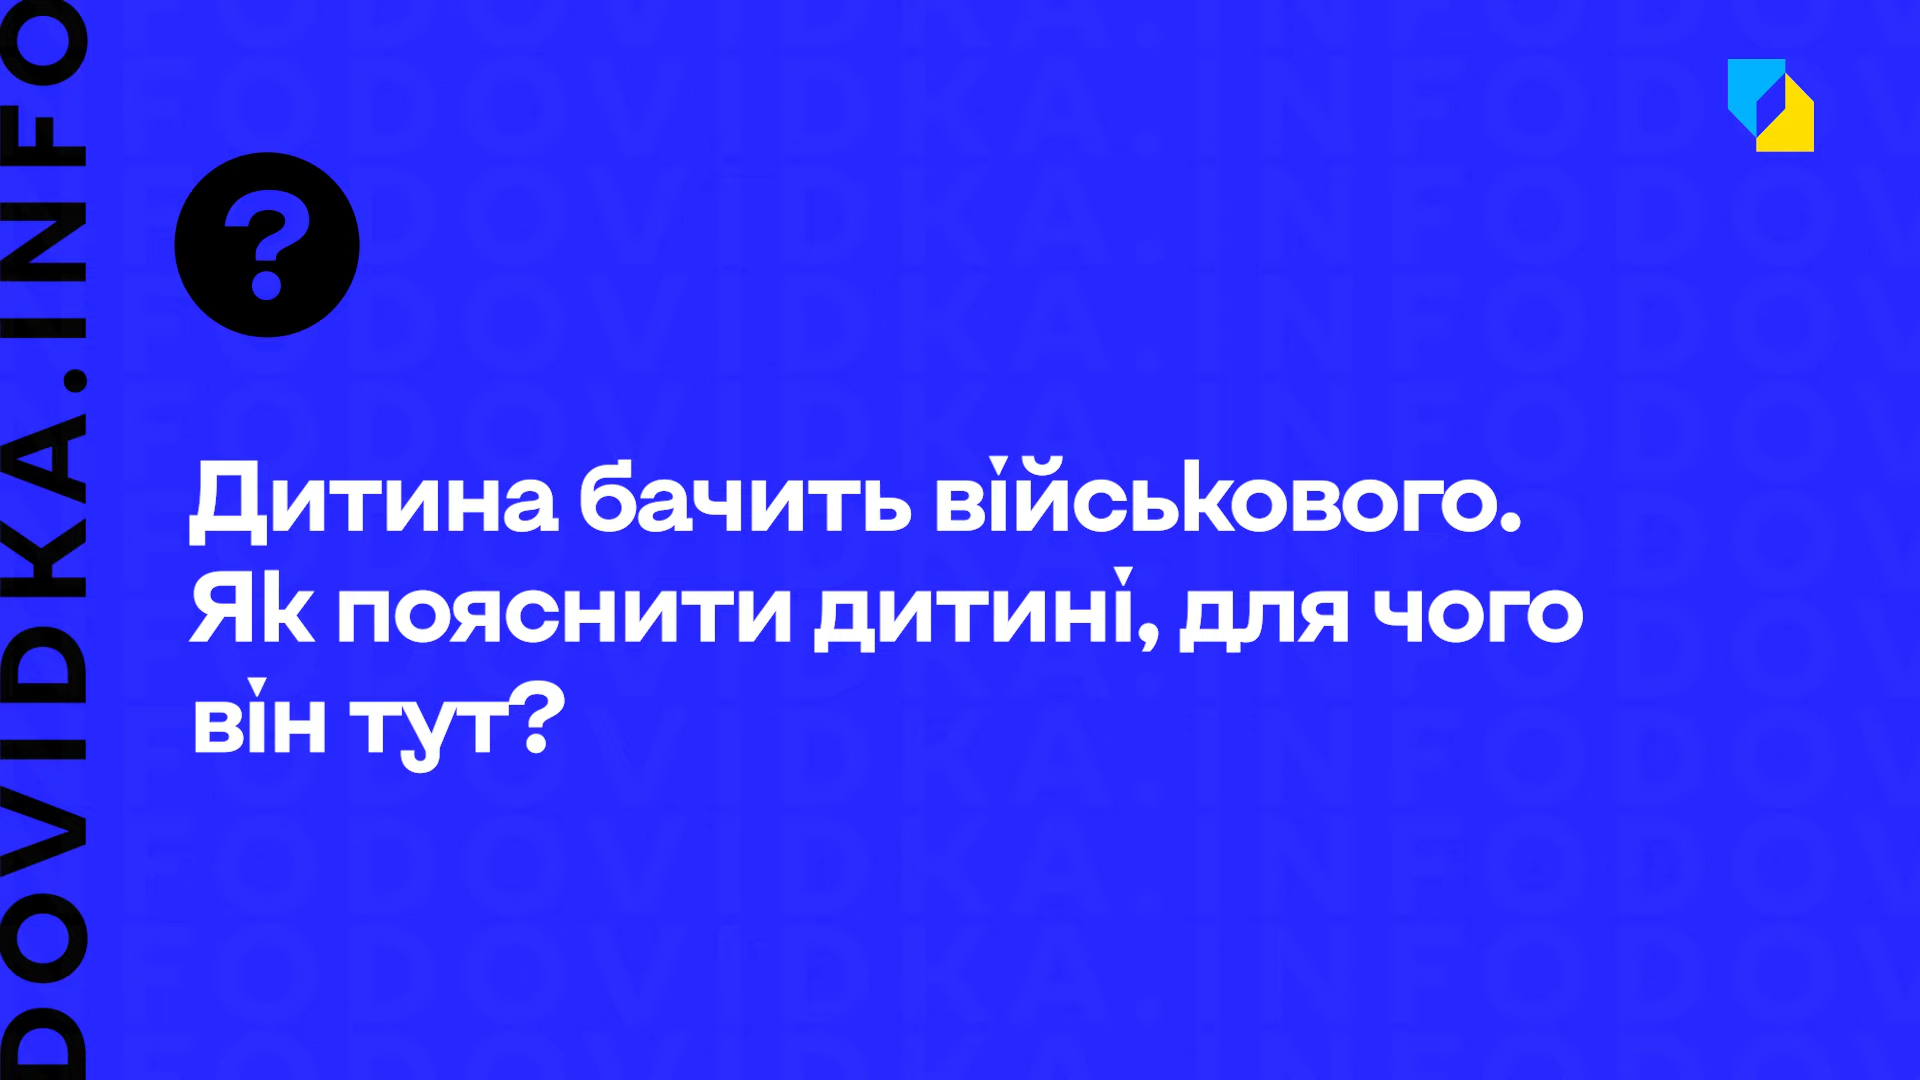 DOVIDKA.INFO
?
Дитина бачить військового.
Як пояснити дитині, для чого
він тут?